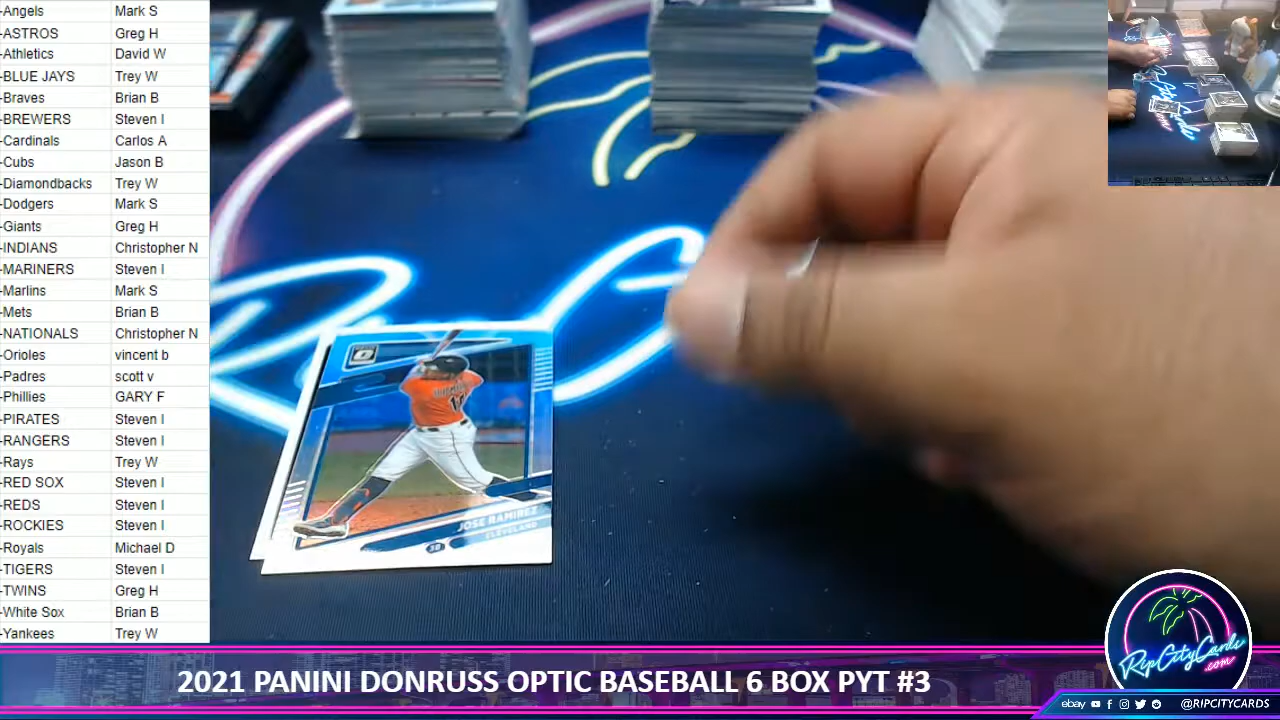 -Angels Mark S
-ASTROS Greg H
-Athletics David W
-BLUE JAYS Trey W
-Braves Brian B
-BREWERS Steven I
-Cardinals Carlos A
-Cubs Jason B
-Diamondbacks Trey W
-Dodgers Mark S
-Giants Greg H
-INDIANS Christopher N
-MARINERS Steven I
-Marlins Mark S
-Mets Brian B
-NATIONALS Christopher N
-Orioles vincent b
-Padres scott v
-Phillies GARY F
-PIRATES Steven I
-RANGERS Steven I
-Rays Trey W
-RED SOX Steven I
-REDS Steven I
-ROCKIES Steven I
-Royals Michael D
-TIGERS Steven I
-TWINS Greg H
-White Sox Brian B
-Yankees Trey W
JOSE RAMIREZ
CLEVELAND
3B
2021 PANINI DONRUSS OPTIC BASEBALL 6 BOX PYT #3
RipCityCards
.com
ebay @RIPCITYCARDS